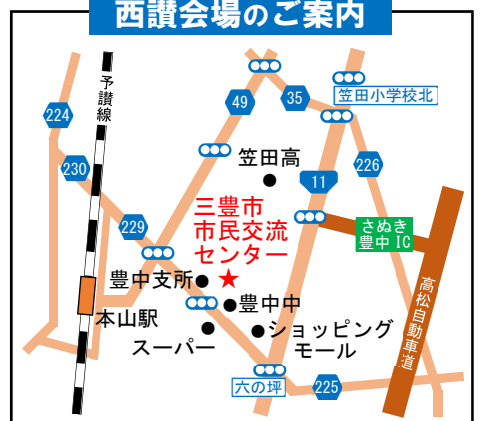 西讃会場のご案内
予讃線
224
49
35
笠田小学校北
230
笠田高
226
11
三豊市
市民交流
センター
229
さぬき
豊中 IC
豊中支所
豊中中
本山駅
スーパー
ショッピング
モール
高松自動車道
六の坪
225